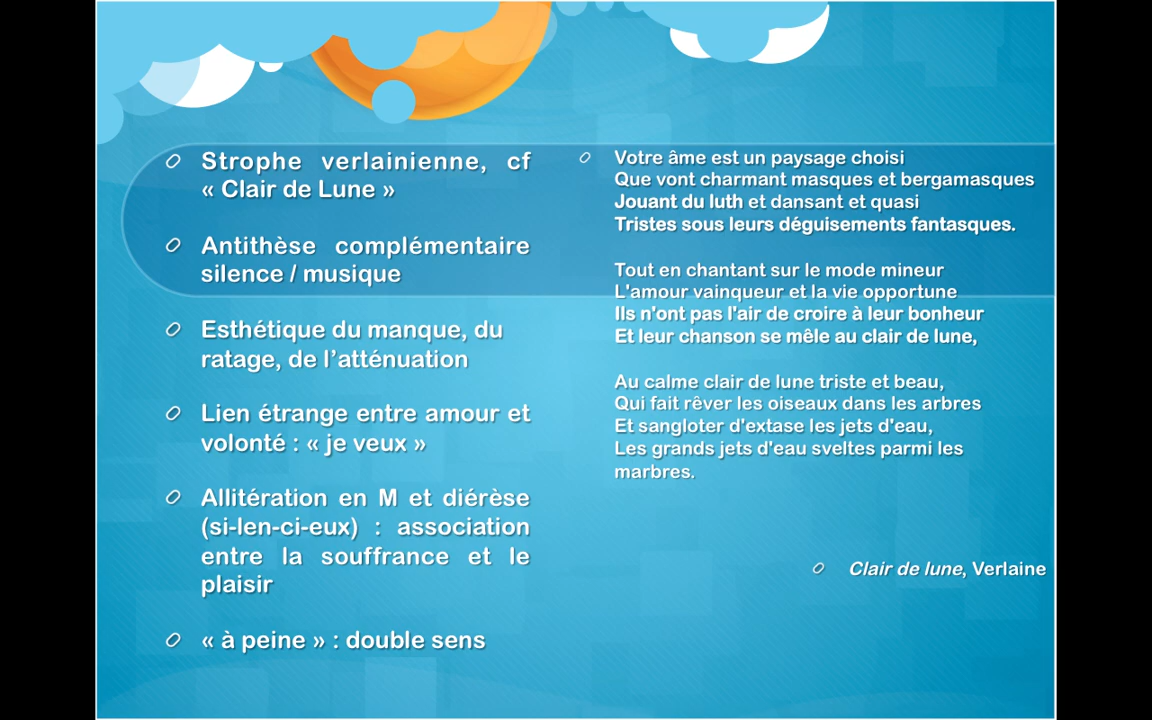 Strophe verlainienne, cf
« Clair de Lune »
Antithèse complémentaire
silence / musique
Esthétique du manque, du
ratage, de l’atténuation
Lien étrange entre amour et
volonté : « je veux »
Allitération en M et diérèse
(si-len-ci-eux) : association
entre la souffrance et le
plaisir
« à peine » : double sens
Votre âme est un paysage choisi
Que vont charmant masques et bergamasques
Jouant du luth et dansant et quasi
Tristes sous leurs déguisements fantasques.
Tout en chantant sur le mode mineur
L'amour vainqueur et la vie opportune
Ils n'ont pas l'air de croire à leur bonheur
Et leur chanson se mêle au clair de lune,
Au calme clair de lune triste et beau,
Qui fait rêver les oiseaux dans les arbres
Et sangloter d'extase les jets d'eau,
Les grands jets d'eau sveltes parmi les
marbres.
Clair de lune, Verlaine